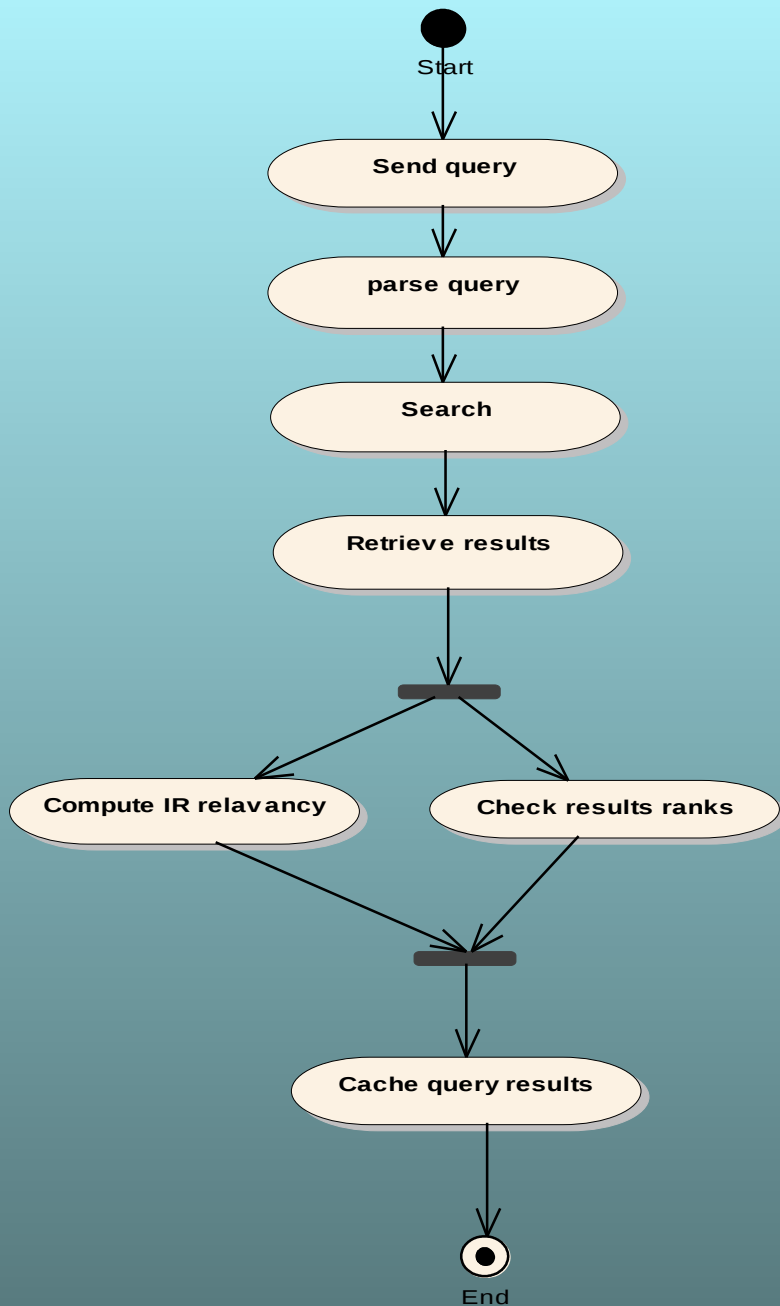 Start
Send query
parse query
Search
Retrieve results
Compute IR relavancy
Check results ranks
Cache query results
End